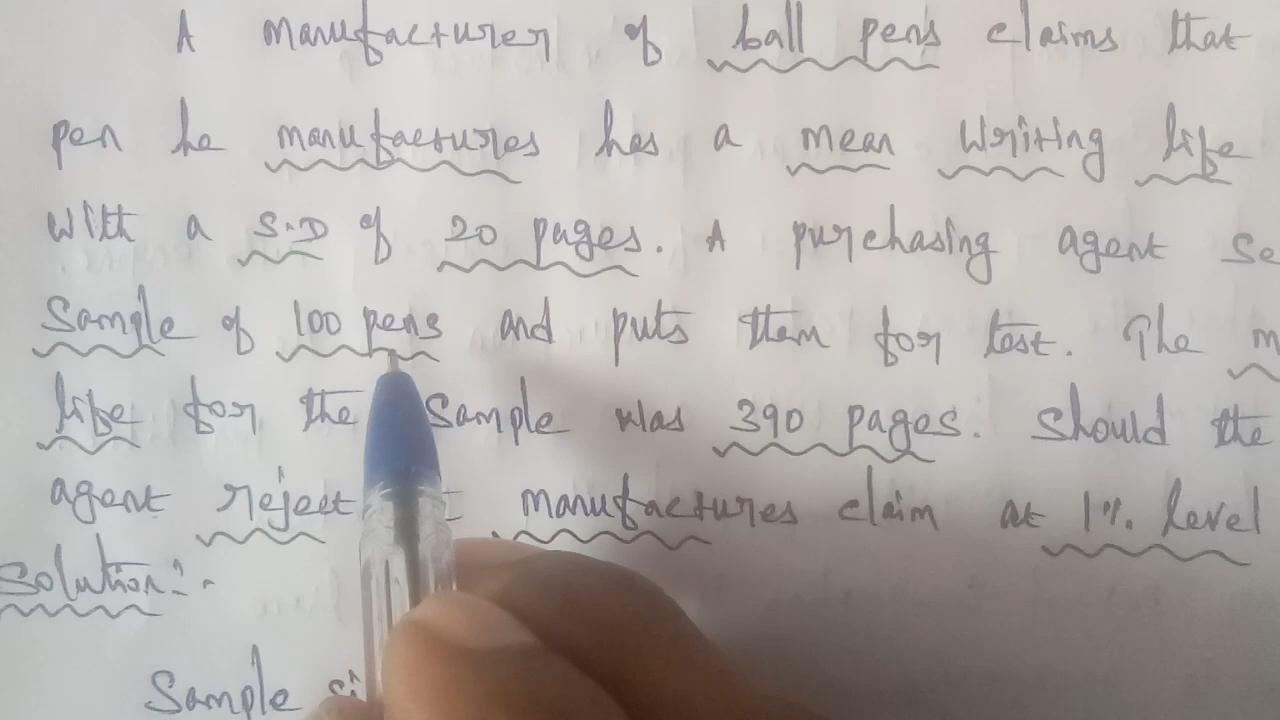 A manufacturer of ball pens claims that
pen he manufactures has a mean writing life
with a S.D of 20 pages. A purchasing agent se
Sample of 100 pens and puts them for test. The m
life for the Sample was 390 pages. Should the
agent reject manufactures claim at 1% level
Solution:-
Sample si